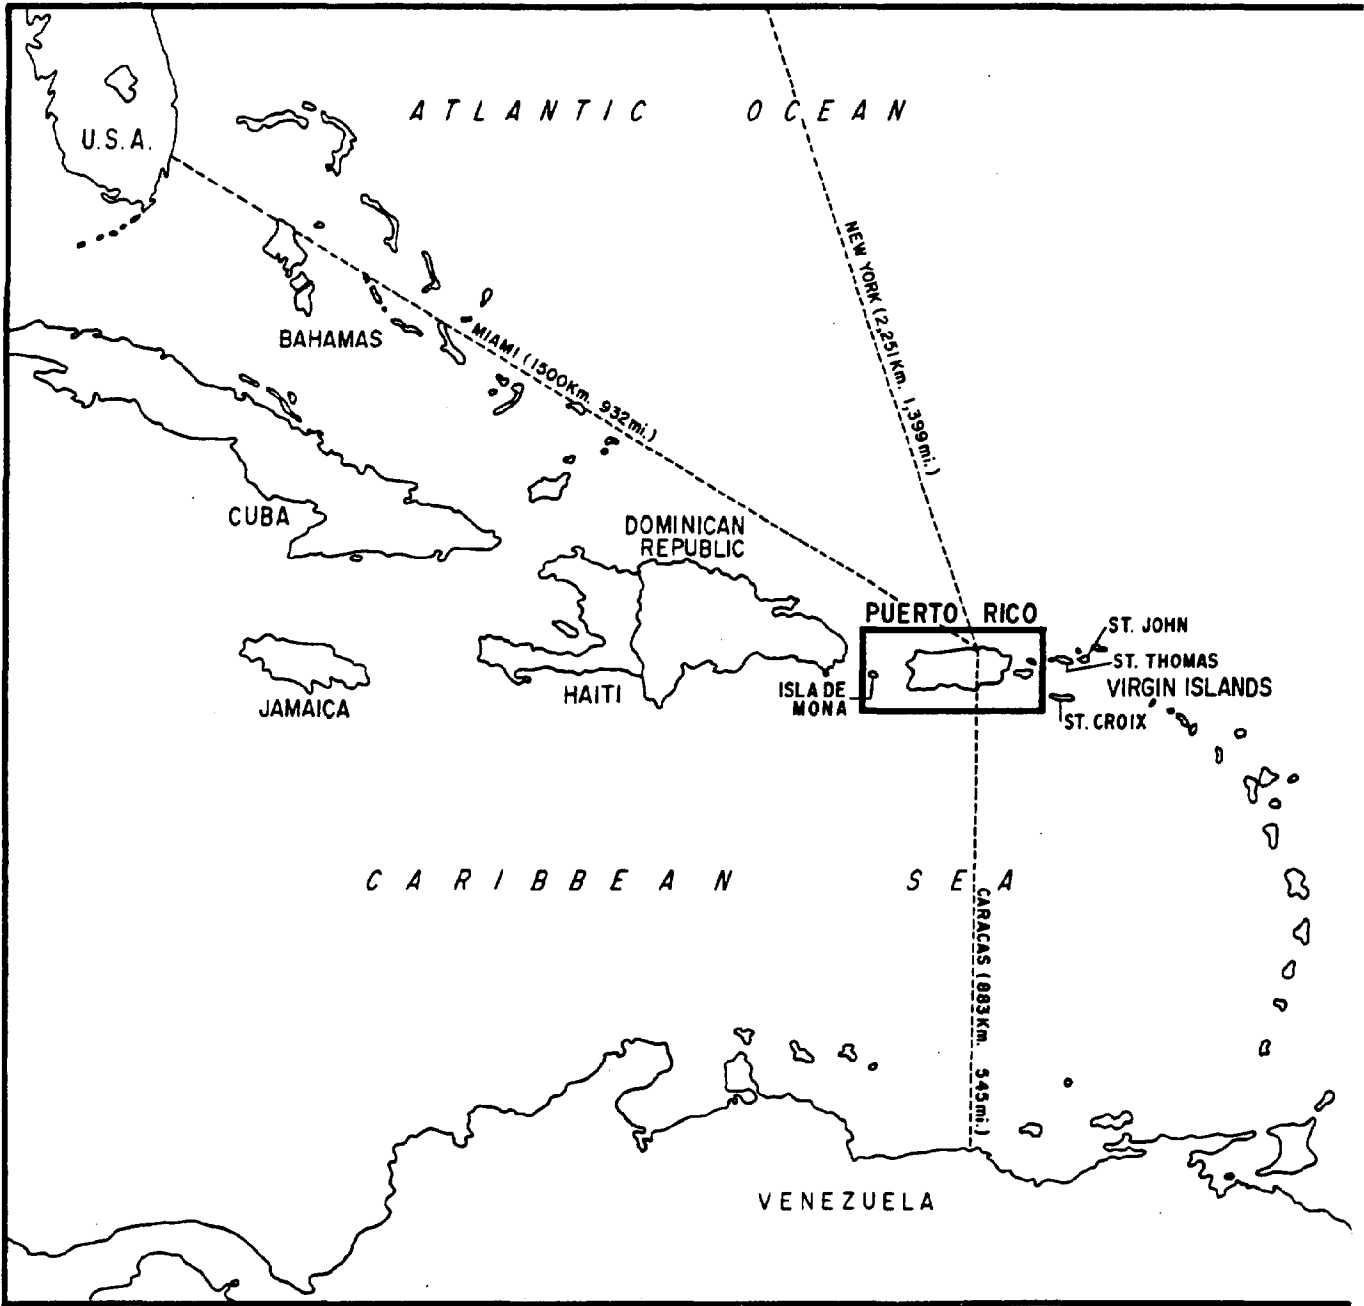 ATLANTIC OCEAN
U.S.A.
NEW YORK (2,251Km. 1,399mi.)
BAHAMAS
MIAMI (1500Km. 932mi.)
CUBA
DOMINICAN
REPUBLIC
PUERTO RICO
ST. JOHN
ST. THOMAS
VIRGIN ISLANDS
ISLA DE
MONA
HAITI
JAMAICA
ST. CROIX
CARIBBEAN SEA
CARACAS (883Km. 545mi.)
VENEZUELA